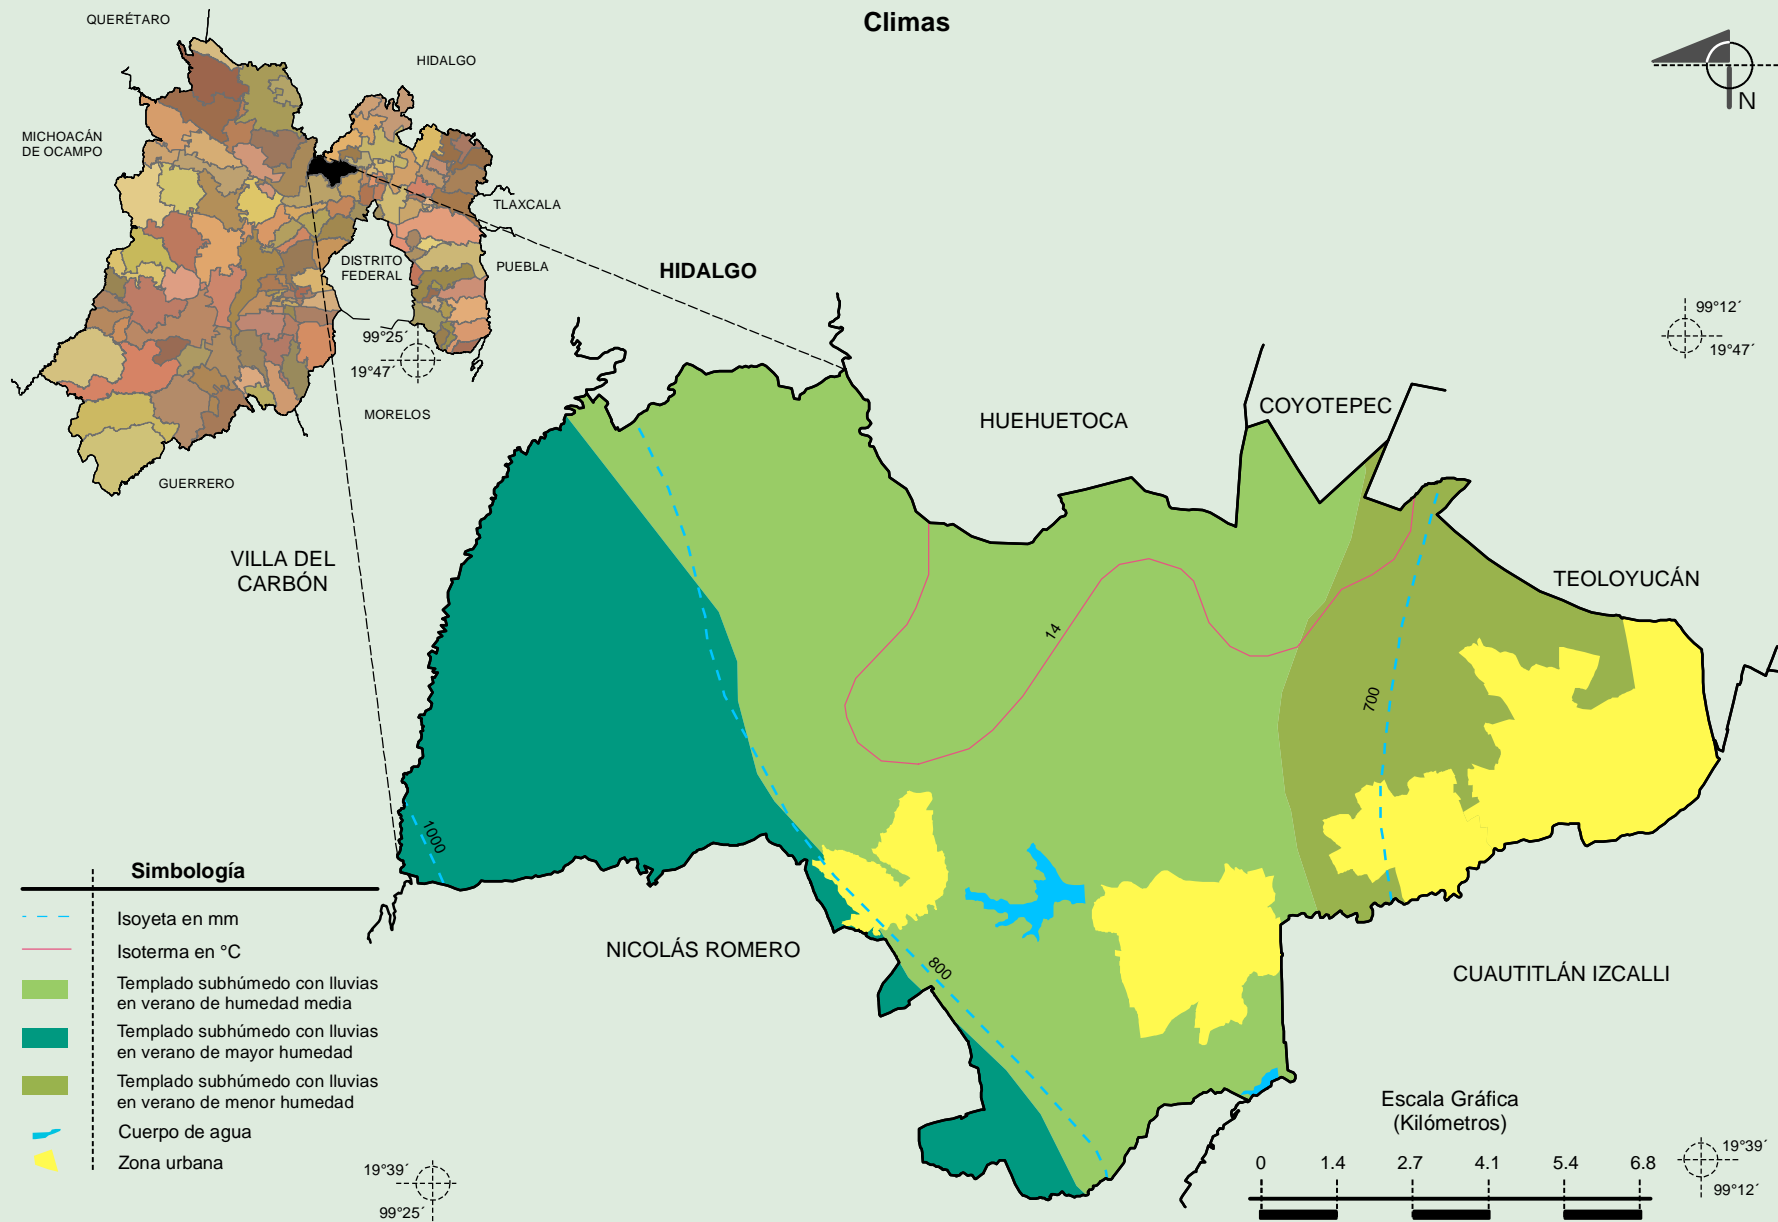 Climas
QUERÉTARO
HIDALGO
MICHOACÁN
DE OCAMPO
TLAXCALA
DISTRITO
FEDERAL
PUEBLA
MORELOS
GUERRERO
N
99°25´
19°47´
99°12´
19°47´
HIDALGO
HUEHUETOCA
COYOTEPEC
TEOLOYUCÁN
VILLA DEL
CARBÓN
14
700
1000
800
NICOLÁS ROMERO
CUAUTITLÁN IZCALLI
Simbología
Isoyeta en mm
Isoterma en °C
Templado subhúmedo con lluvias
en verano de humedad media
Templado subhúmedo con lluvias
en verano de mayor humedad
Templado subhúmedo con lluvias
en verano de menor humedad
Cuerpo de agua
Zona urbana
19°39´
99°25´
Escala Gráfica
(Kilómetros)
0 1.4 2.7 4.1 5.4 6.8
19°39´
99°12´